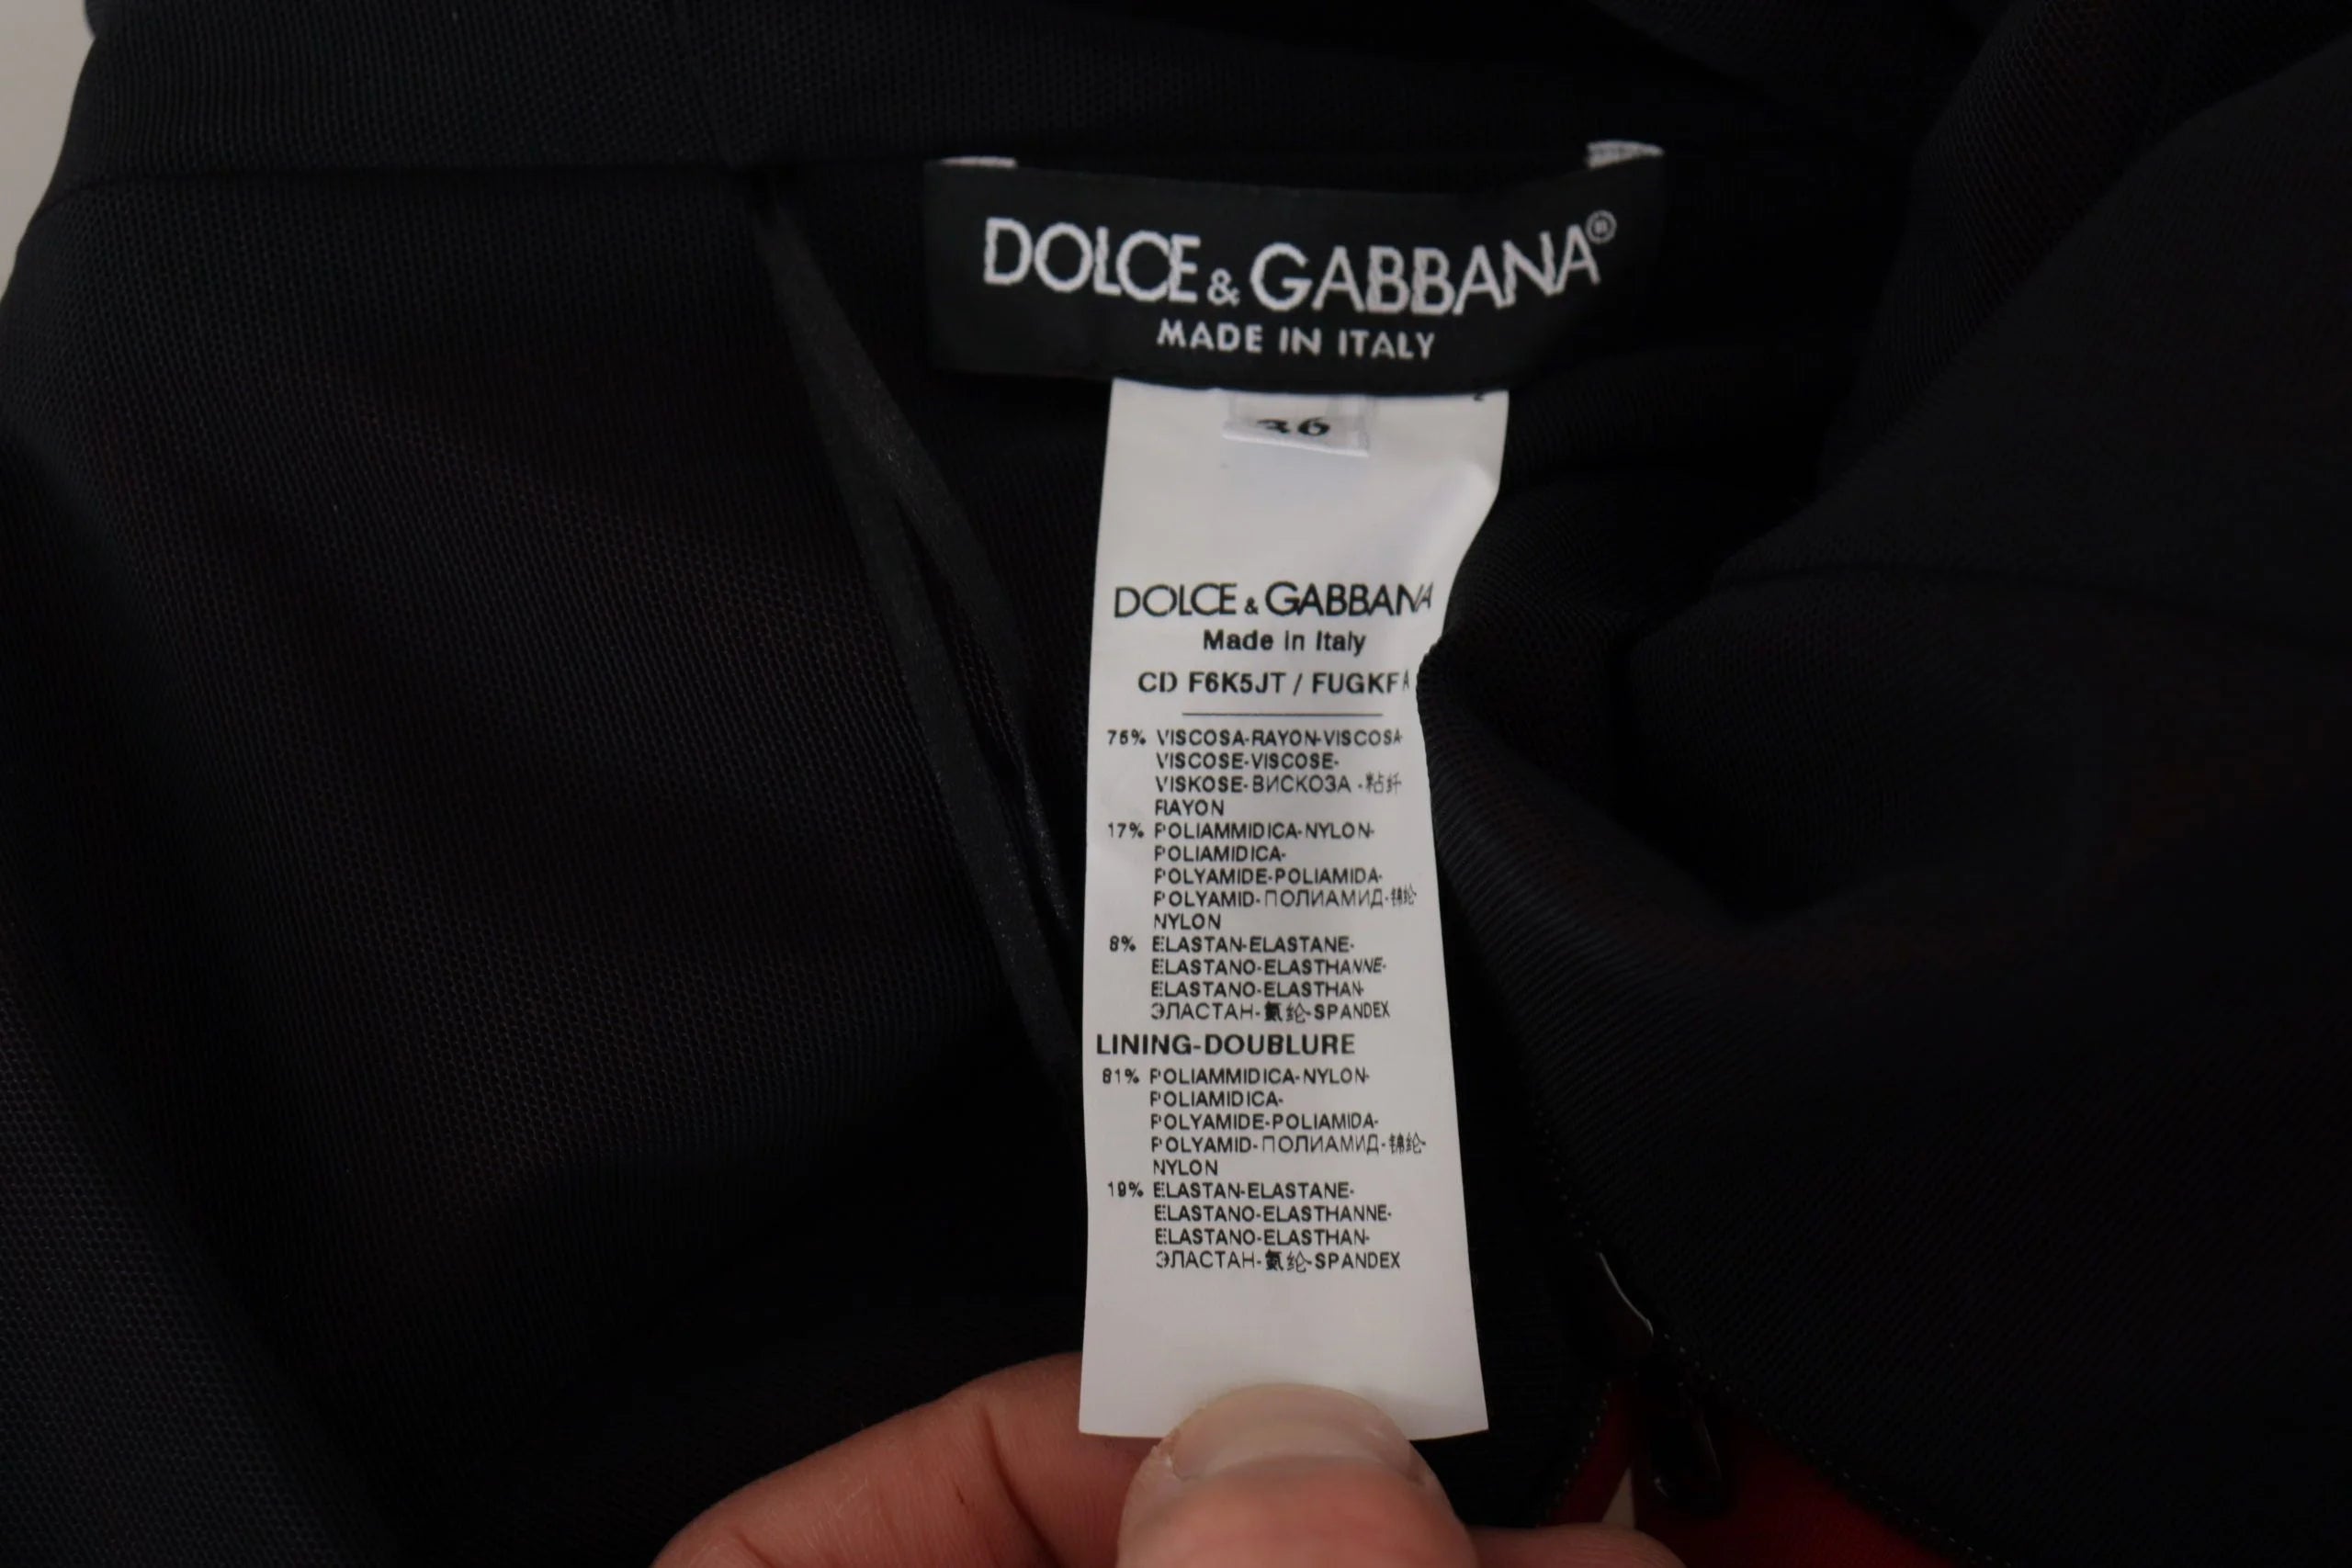 DOLCE & GABBANA®
MADE IN ITALY
36
DOLCE & GABBANA
Made in Italy
CD F6K5JT / FUGKFA
75% VISCOSA-RAYON-VISCOSA
VISCOSE-VISCOSE-
VISKOSE-ВИСКОЗА-粘纤
RAYON
17% POLIAMMIDICA-NYLON-
POLIAMIDICA-
POLYAMIDE-POLIAMIDA-
POLYAMID-ПОЛИАМИД-锦纶-
NYLON
8% ELASTAN-ELASTANE-
ELASTANO-ELASTHANNE-
ELASTANO-ELASTHAN-
ЭЛАСТАН-氨纶-SPANDEX
LINING-DOUBLURE
81% POLIAMMIDICA-NYLON-
POLIAMIDICA-
POLYAMIDE-POLIAMIDA-
POLYAMID-ПОЛИАМИД-锦纶-
NYLON
19% ELASTAN-ELASTANE-
ELASTANO-ELASTHANNE-
ELASTANO-ELASTHAN-
ЭЛАСТАН-氨纶-SPANDEX